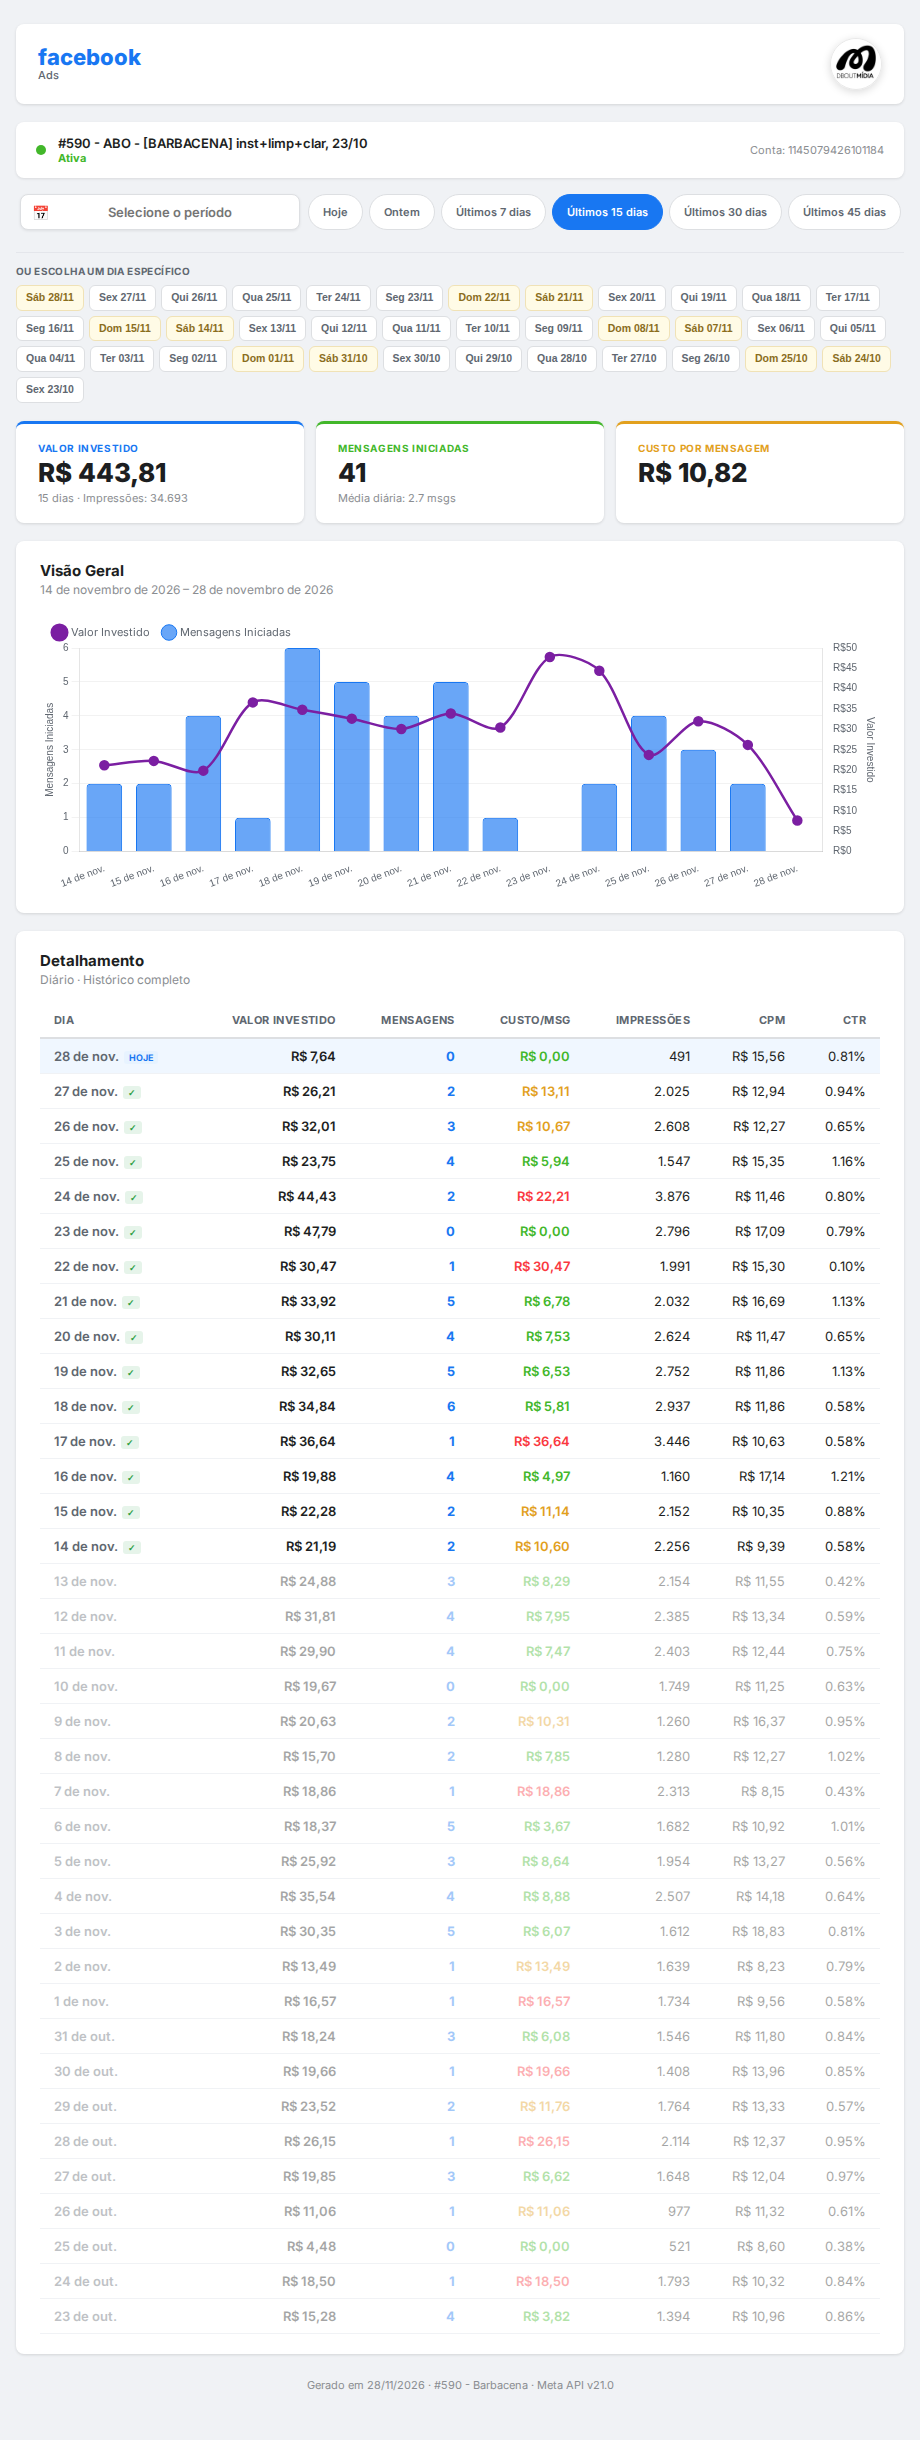 facebook
Ads
DBOUT MÍDIA
#590 - ABO - [BARBACENA] inst+limp+clar, 23/10
Ativa
Conta: 1145079426101184
📅 Selecione o período Hoje Ontem Últimos 7 dias Últimos 15 dias Últimos 30 dias Últimos 45 dias
OU ESCOLHA UM DIA ESPECÍFICO
Sáb 28/11 Sex 27/11 Qui 26/11 Qua 25/11 Ter 24/11 Seg 23/11 Dom 22/11 Sáb 21/11 Sex 20/11 Qui 19/11 Qua 18/11 Ter 17/11
Seg 16/11 Dom 15/11 Sáb 14/11 Sex 13/11 Qui 12/11 Qua 11/11 Ter 10/11 Seg 09/11 Dom 08/11 Sáb 07/11 Sex 06/11 Qui 05/11
Qua 04/11 Ter 03/11 Seg 02/11 Dom 01/11 Sáb 31/10 Sex 30/10 Qui 29/10 Qua 28/10 Ter 27/10 Seg 26/10 Dom 25/10 Sáb 24/10
Sex 23/10
VALOR INVESTIDO
R$ 443,81
15 dias · Impressões: 34.693
MENSAGENS INICIADAS
41
Média diária: 2.7 msgs
CUSTO POR MENSAGEM
R$ 10,82
Visão Geral
14 de novembro de 2026 – 28 de novembro de 2026
Valor Investido Mensagens Iniciadas
Mensagens Iniciadas
6
5
4
3
2
1
0
R$50
R$45
R$40
R$35
R$30
R$25
R$20
R$15
R$10
R$5
R$0
Valor Investido
14 de nov. 15 de nov. 16 de nov. 17 de nov. 18 de nov. 19 de nov. 20 de nov. 21 de nov. 22 de nov. 23 de nov. 24 de nov. 25 de nov. 26 de nov. 27 de nov. 28 de nov.
Detalhamento
Diário · Histórico completo
DIA VALOR INVESTIDO MENSAGENS CUSTO/MSG IMPRESSÕES CPM CTR
28 de nov. HOJE R$ 7,64 0 R$ 0,00 491 R$ 15,56 0.81%
27 de nov. ✓ R$ 26,21 2 R$ 13,11 2.025 R$ 12,94 0.94%
26 de nov. ✓ R$ 32,01 3 R$ 10,67 2.608 R$ 12,27 0.65%
25 de nov. ✓ R$ 23,75 4 R$ 5,94 1.547 R$ 15,35 1.16%
24 de nov. ✓ R$ 44,43 2 R$ 22,21 3.876 R$ 11,46 0.80%
23 de nov. ✓ R$ 47,79 0 R$ 0,00 2.796 R$ 17,09 0.79%
22 de nov. ✓ R$ 30,47 1 R$ 30,47 1.991 R$ 15,30 0.10%
21 de nov. ✓ R$ 33,92 5 R$ 6,78 2.032 R$ 16,69 1.13%
20 de nov. ✓ R$ 30,11 4 R$ 7,53 2.624 R$ 11,47 0.65%
19 de nov. ✓ R$ 32,65 5 R$ 6,53 2.752 R$ 11,86 1.13%
18 de nov. ✓ R$ 34,84 6 R$ 5,81 2.937 R$ 11,86 0.58%
17 de nov. ✓ R$ 36,64 1 R$ 36,64 3.446 R$ 10,63 0.58%
16 de nov. ✓ R$ 19,88 4 R$ 4,97 1.160 R$ 17,14 1.21%
15 de nov. ✓ R$ 22,28 2 R$ 11,14 2.152 R$ 10,35 0.88%
14 de nov. ✓ R$ 21,19 2 R$ 10,60 2.256 R$ 9,39 0.58%
13 de nov. R$ 24,88 3 R$ 8,29 2.154 R$ 11,55 0.42%
12 de nov. R$ 31,81 4 R$ 7,95 2.385 R$ 13,34 0.59%
11 de nov. R$ 29,90 4 R$ 7,47 2.403 R$ 12,44 0.75%
10 de nov. R$ 19,67 0 R$ 0,00 1.749 R$ 11,25 0.63%
9 de nov. R$ 20,63 2 R$ 10,31 1.260 R$ 16,37 0.95%
8 de nov. R$ 15,70 2 R$ 7,85 1.280 R$ 12,27 1.02%
7 de nov. R$ 18,86 1 R$ 18,86 2.313 R$ 8,15 0.43%
6 de nov. R$ 18,37 5 R$ 3,67 1.682 R$ 10,92 1.01%
5 de nov. R$ 25,92 3 R$ 8,64 1.954 R$ 13,27 0.56%
4 de nov. R$ 35,54 4 R$ 8,88 2.507 R$ 14,18 0.64%
3 de nov. R$ 30,35 5 R$ 6,07 1.612 R$ 18,83 0.81%
2 de nov. R$ 13,49 1 R$ 13,49 1.639 R$ 8,23 0.79%
1 de nov. R$ 16,57 1 R$ 16,57 1.734 R$ 9,56 0.58%
31 de out. R$ 18,24 3 R$ 6,08 1.546 R$ 11,80 0.84%
30 de out. R$ 19,66 1 R$ 19,66 1.408 R$ 13,96 0.85%
29 de out. R$ 23,52 2 R$ 11,76 1.764 R$ 13,33 0.57%
28 de out. R$ 26,15 1 R$ 26,15 2.114 R$ 12,37 0.95%
27 de out. R$ 19,85 3 R$ 6,62 1.648 R$ 12,04 0.97%
26 de out. R$ 11,06 1 R$ 11,06 977 R$ 11,32 0.61%
25 de out. R$ 4,48 0 R$ 0,00 521 R$ 8,60 0.38%
24 de out. R$ 18,50 1 R$ 18,50 1.793 R$ 10,32 0.84%
23 de out. R$ 15,28 4 R$ 3,82 1.394 R$ 10,96 0.86%
Gerado em 28/11/2026 · #590 - Barbacena · Meta API v21.0